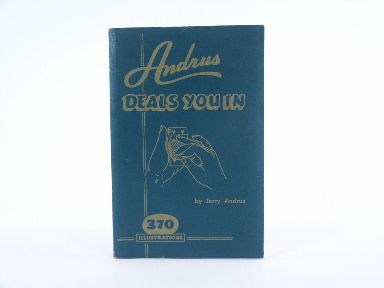 Andrus
DEALS YOU IN
by Jerry Andrus
370
ILLUSTRATIONS